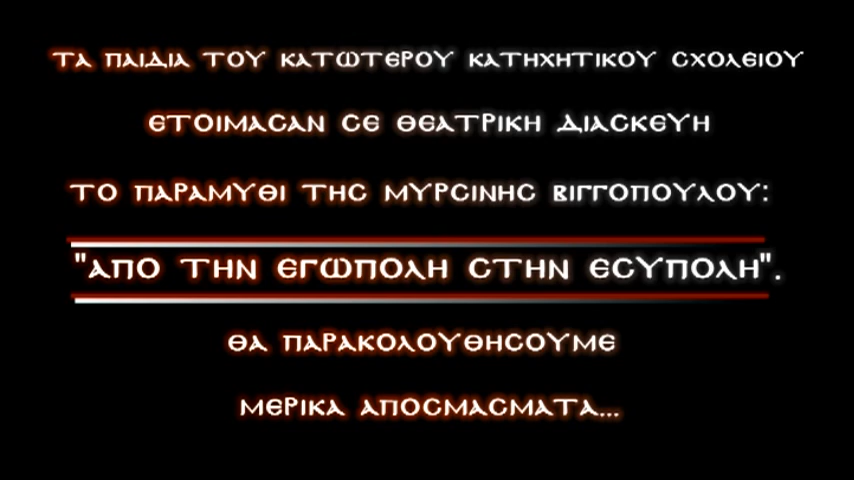 ΤΑ ΠΑΙΔΙΑ ΤΟΥ ΚΑΤΩΤΕΡΟΥ ΚΑΤΗΧΗΤΙΚΟΥ ΣΧΟΛΕΙΟΥ
ΕΤΟΙΜΑΣΑΝ ΣΕ ΘΕΑΤΡΙΚΗ ΔΙΑΣΚΕΥΗ
ΤΟ ΠΑΡΑΜΥΘΙ ΤΗΣ ΜΥΡΣΙΝΗΣ ΒΙΓΓΟΠΟΥΛΟΥ:
"ΑΠΟ ΤΗΝ ΕΓΩΠΟΛΗ ΣΤΗΝ ΕΣΥΠΟΛΗ".
ΘΑ ΠΑΡΑΚΟΛΟΥΘΗΣΟΥΜΕ
ΜΕΡΙΚΑ ΑΠΟΣΜΑΣΜΑΤΑ...